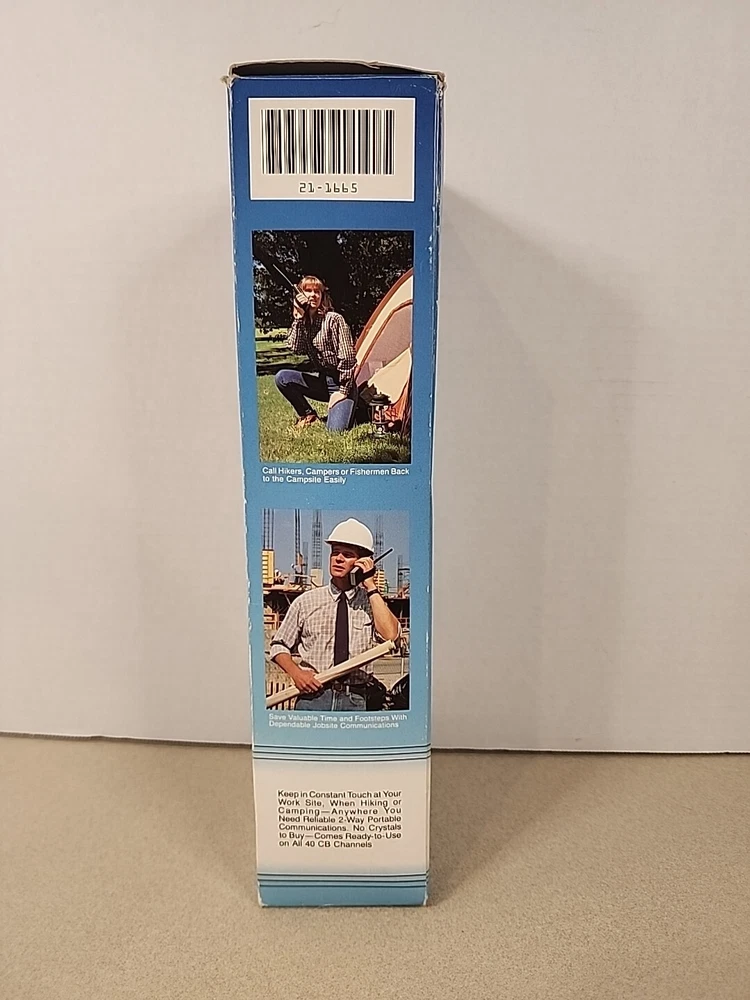 21-1665
Call Hikers, Campers or Fishermen Back
to the Campsite Easily
Save Valuable Time and Footsteps With
Dependable Jobsite Communications
Keep in Constant Touch at Your
Work Site, When Hiking or
Camping—Anywhere You
Need Reliable 2-Way Portable
Communications. No Crystals
to Buy—Comes Ready-to-Use
on All 40 CB Channels